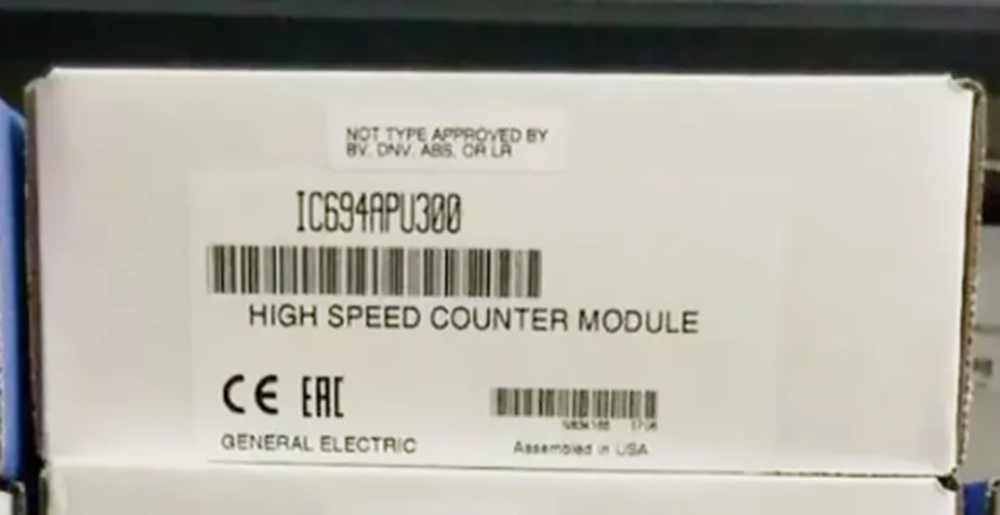 NOT TYPE APPROVED BY
BV, DNV, ABS, OR LR
IC694APU300
HIGH SPEED COUNTER MODULE
CE EAC
GENERAL ELECTRIC
Assembled in USA